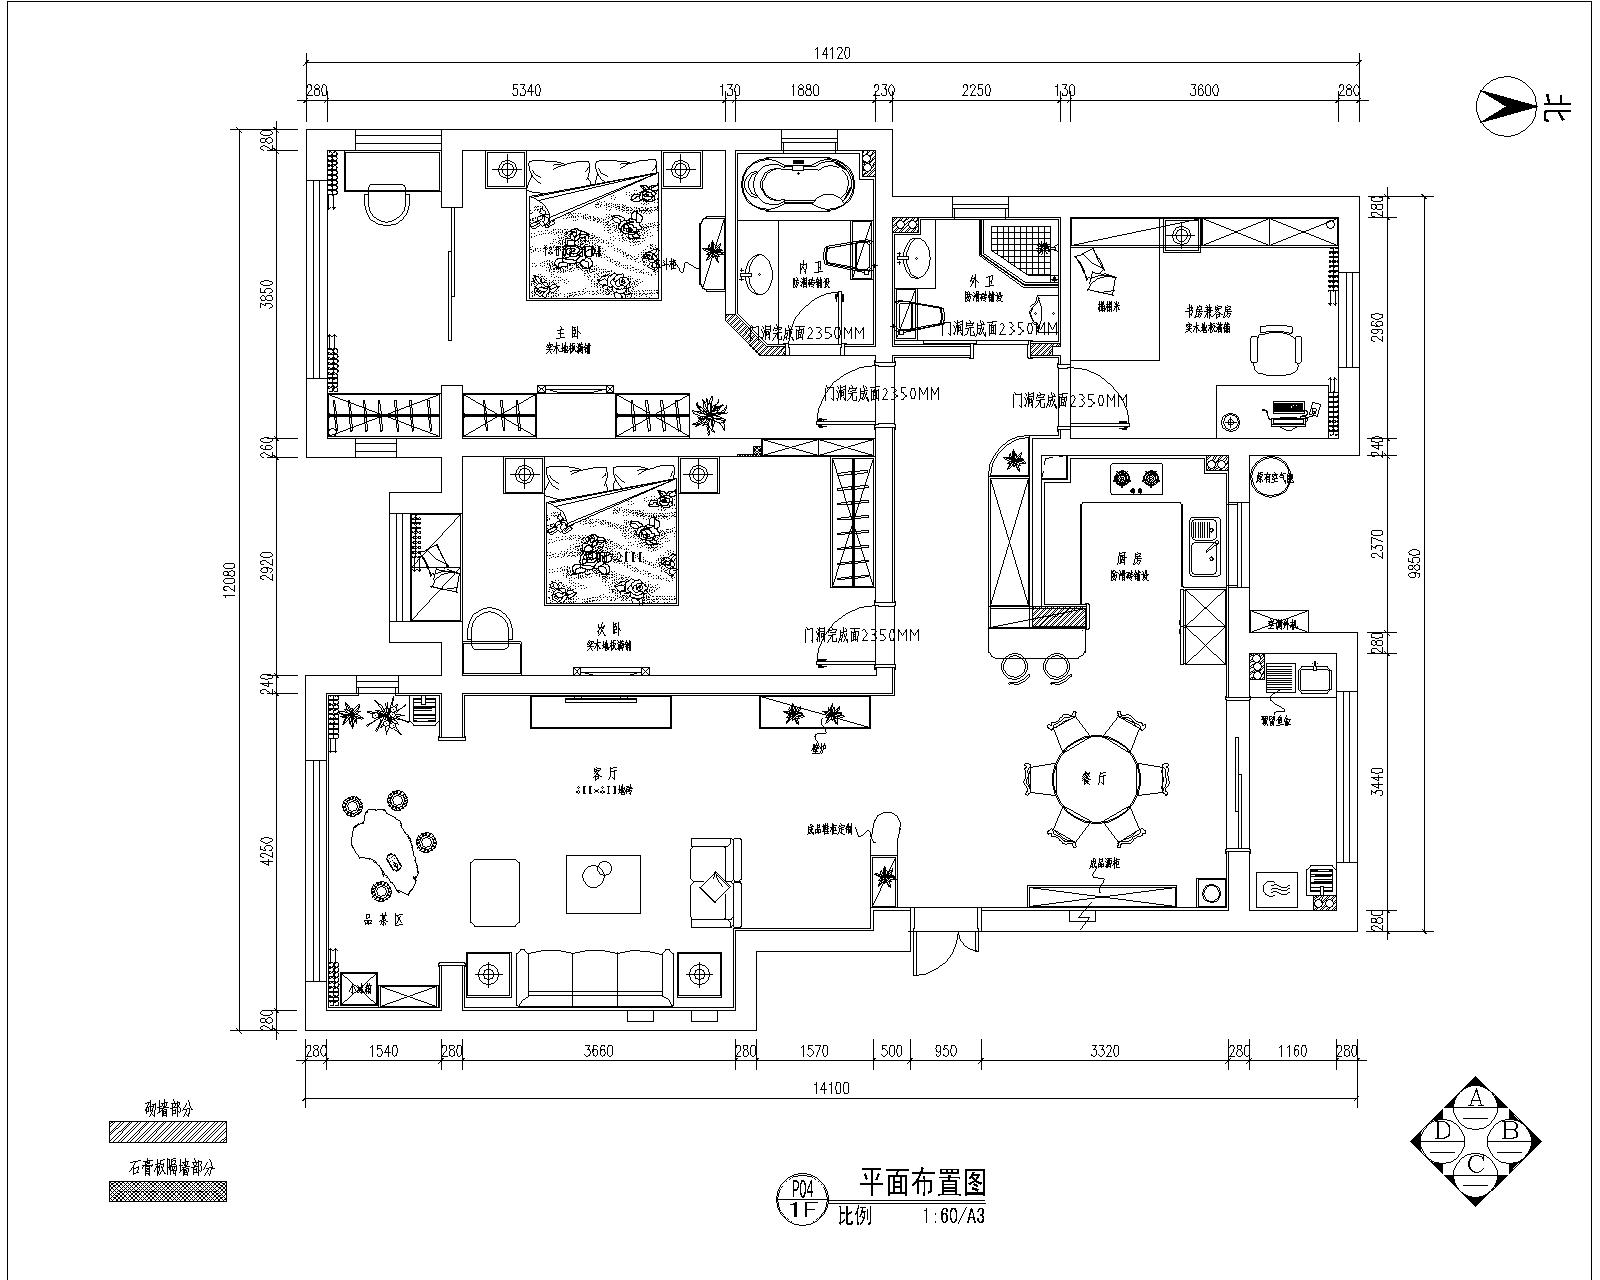 14120
280 5340 130 1880 230 2250 130 3600 280
北
280
3850
260
2920
240
4250
280
12080
280
2960
240
2370
280
3440
280
9850
斗柜
主 卧
实木地板满铺
内 卫
防滑砖铺设
门洞完成面2350MM
外 卫
防滑砖铺设
门洞完成面2350MM
榻榻米
书房兼客房
实木地板满铺
门洞完成面2350MM
门洞完成面2350MM
次 卧
实木地板满铺
门洞完成面2350MM
厨 房
防滑砖铺设
原有空气能
空调外机
预留鱼缸
壁炉
客 厅
地砖
餐 厅
成品鞋柜定制
成品酒柜
品 茶 区
小冰箱
280 1540 280 3660 280 1570 500 950 3320 280 1160 280
14100
砌墙部分
石膏板隔墙部分
P04
1F
平面布置图
比例 1:60/A3
A
D B
C